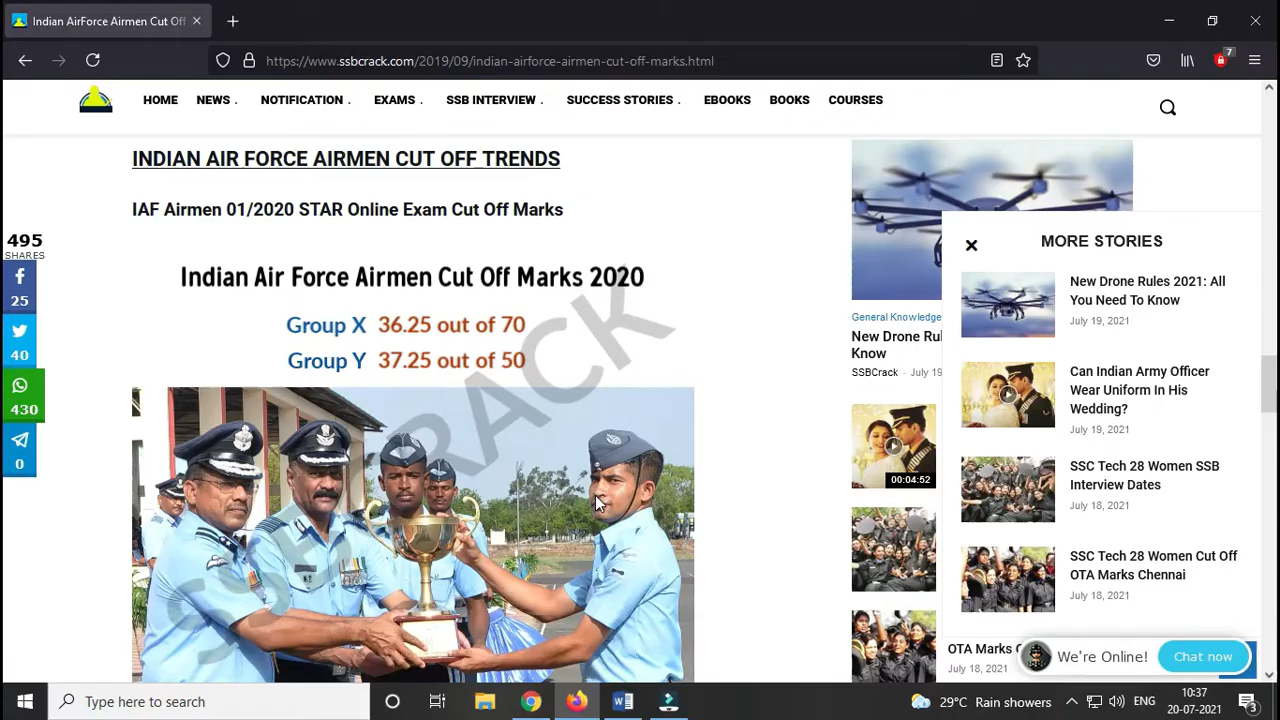 Indian AirForce Airmen Cut Off
7
https://www.ssbcrack.com/2019/09/indian-airforce-airmen-cut-off-marks.html
HOME NEWS . NOTIFICATION . EXAMS . SSB INTERVIEW . SUCCESS STORIES . EBOOKS BOOKS COURSES
INDIAN AIR FORCE AIRMEN CUT OFF TRENDS
IAF Airmen 01/2020 STAR Online Exam Cut Off Marks
495
SHARES
25
40
430
0
Indian Air Force Airmen Cut Off Marks 2020
Group X 36.25 out of 70
Group Y 37.25 out of 50
SSBCRACK
General Knowledge
New Drone
Know
SSBCrack - July 19
00:04:52
MORE STORIES
New Drone Rules 2021: All
You Need To Know
July 19, 2021
Can Indian Army Officer
Wear Uniform In His
Wedding?
July 19, 2021
SSC Tech 28 Women SSB
Interview Dates
July 18, 2021
SSC Tech 28 Women Cut Off
OTA Marks Chennai
July 18, 2021
OTA Marks
July 18, 2021
We're Online!
Chat now
Type here to search
29°C Rain showers
ENG
10:37
20-07-2021
3